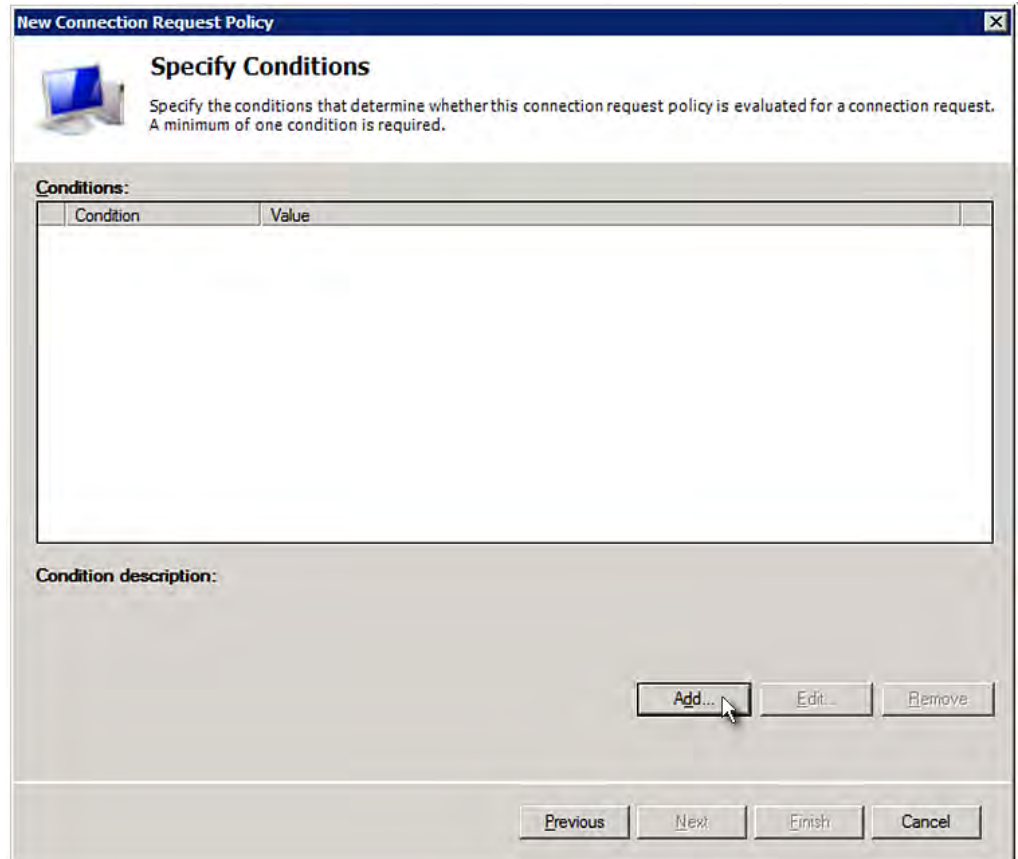 New Connection Request Policy
Specify Conditions
Specify the conditions that determine whether this connection request policy is evaluated for a connection request.
A minimum of one condition is required.
Conditions:
Condition Value
Condition description:
Add... Edit... Remove
Previous Next Finish Cancel